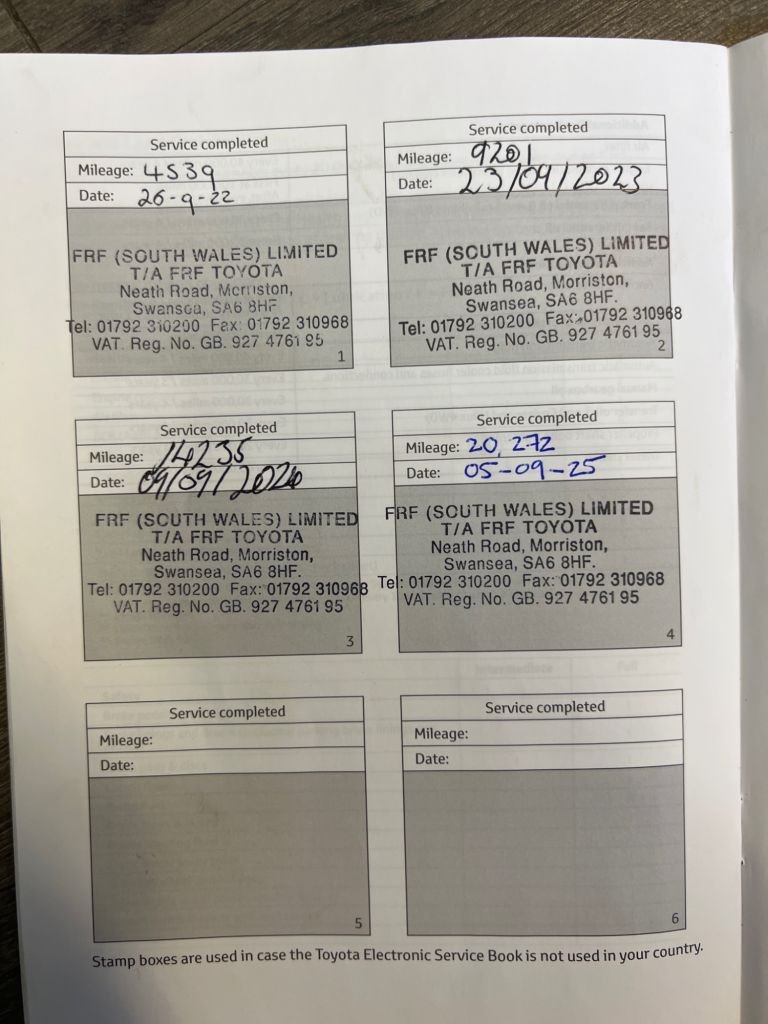 Service completed
Mileage: 4539
Date: 26-9-22
FRF (SOUTH WALES) LIMITED
T/A FRF TOYOTA
Neath Road, Morriston,
Swansea, SA6 8HF
Tel: 01792 310200 Fax: 01792 310968
VAT. Reg. No. GB. 927 4761 95
1
Service completed
Mileage: 9201
Date: 23/09/2023
FRF (SOUTH WALES) LIMITED
T/A FRF TOYOTA
Neath Road, Morriston,
Swansea, SA6 8HF.
Tel: 01792 310200 Fax: 01792 310968
VAT. Reg. No. GB. 927 4761 95
2
Service completed
Mileage: 14235
Date: 09/09/2024
FRF (SOUTH WALES) LIMITED
T/A FRF TOYOTA
Neath Road, Morriston,
Swansea, SA6 8HF.
Tel: 01792 310200 Fax: 01792 310968
VAT. Reg. No. GB. 927 4761 95
3
Service completed
Mileage: 20,272
Date: 05-09-25
FRF (SOUTH WALES) LIMITED
T/A FRF TOYOTA
Neath Road, Morriston,
Swansea, SA6 8HF.
Tel: 01792 310200 Fax: 01792 310968
VAT. Reg. No. GB. 927 4761 95
4
Service completed
Mileage:
Date:
5
Service completed
Mileage:
Date:
6
Stamp boxes are used in case the Toyota Electronic Service Book is not used in your country.